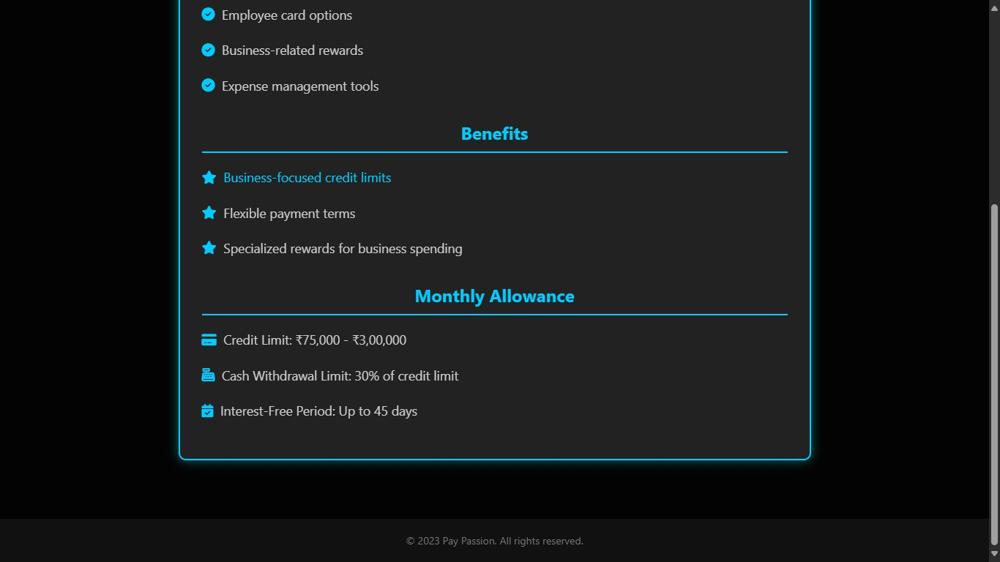 Employee card options
Business-related rewards
Expense management tools
Benefits
Business-focused credit limits
Flexible payment terms
Specialized rewards for business spending
Monthly Allowance
Credit Limit: ₹75,000 - ₹3,00,000
Cash Withdrawal Limit: 30% of credit limit
Interest-Free Period: Up to 45 days
© 2023 Pay Passion. All rights reserved.